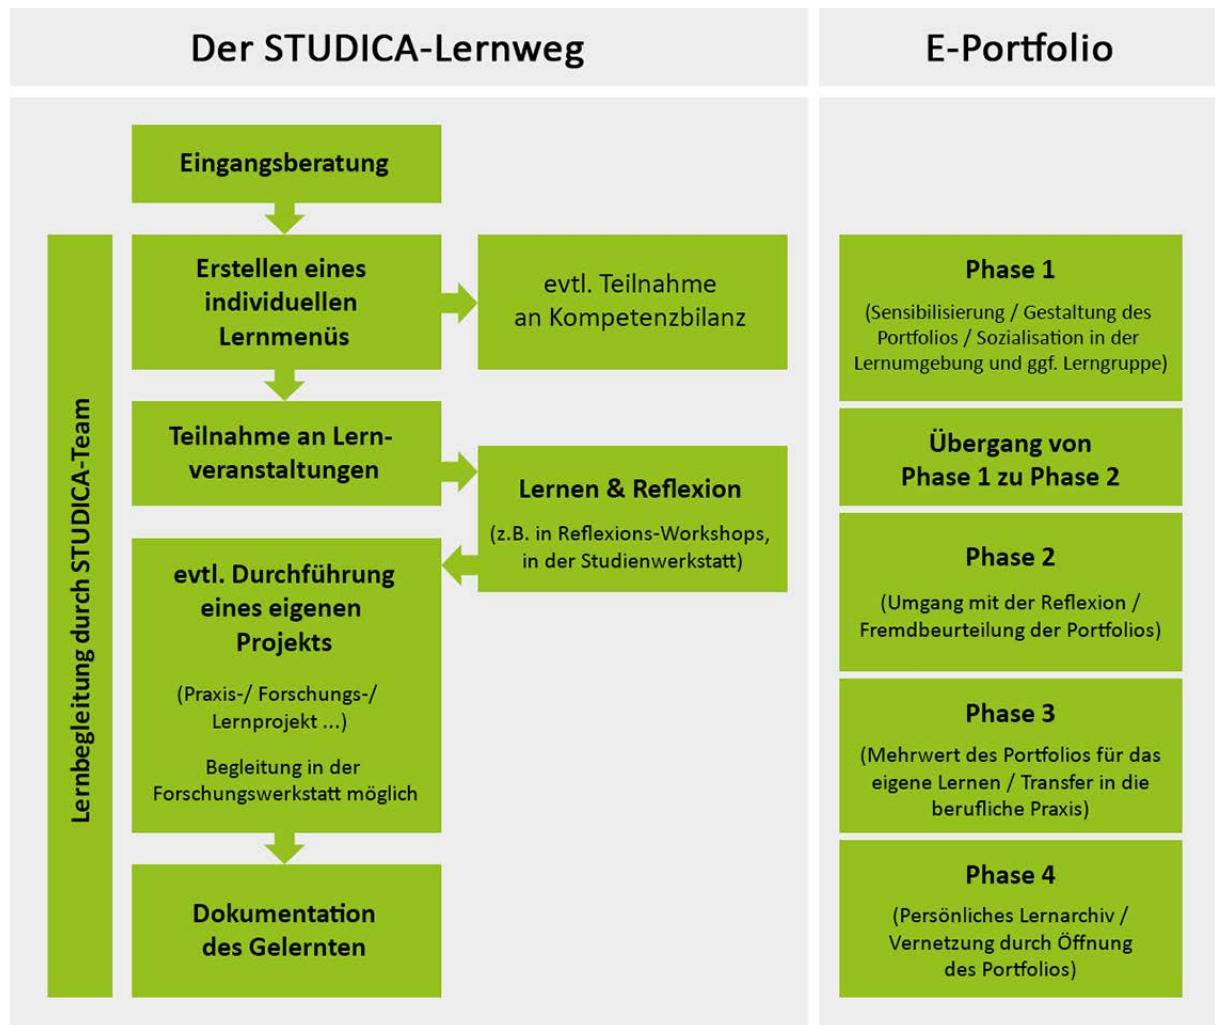 Der STUDICA-Lernweg
E-Portfolio
Eingangsberatung
Lernbegleitung durch STUDICA-Team
Erstellen eines
individuellen
Lernmenüs
evtl. Teilnahme
an Kompetenzbilanz
Teilnahme an Lern-
veranstaltungen
Lernen & Reflexion
(z.B. in Reflexions-Workshops,
in der Studienwerkstatt)
evtl. Durchführung
eines eigenen
Projekts
(Praxis-/ Forschungs-/
Lernprojekt ...)
Begleitung in der
Forschungswerkstatt möglich
Dokumentation
des Gelernten
Phase 1
(Sensibilisierung / Gestaltung des
Portfolios / Sozialisation in der
Lernumgebung und ggf. Lerngruppe)
Übergang von
Phase 1 zu Phase 2
Phase 2
(Umgang mit der Reflexion /
Fremdbeurteilung der Portfolios)
Phase 3
(Mehrwert des Portfolios für das
eigene Lernen / Transfer in die
berufliche Praxis)
Phase 4
(Persönliches Lernarchiv /
Vernetzung durch Öffnung
des Portfolios)